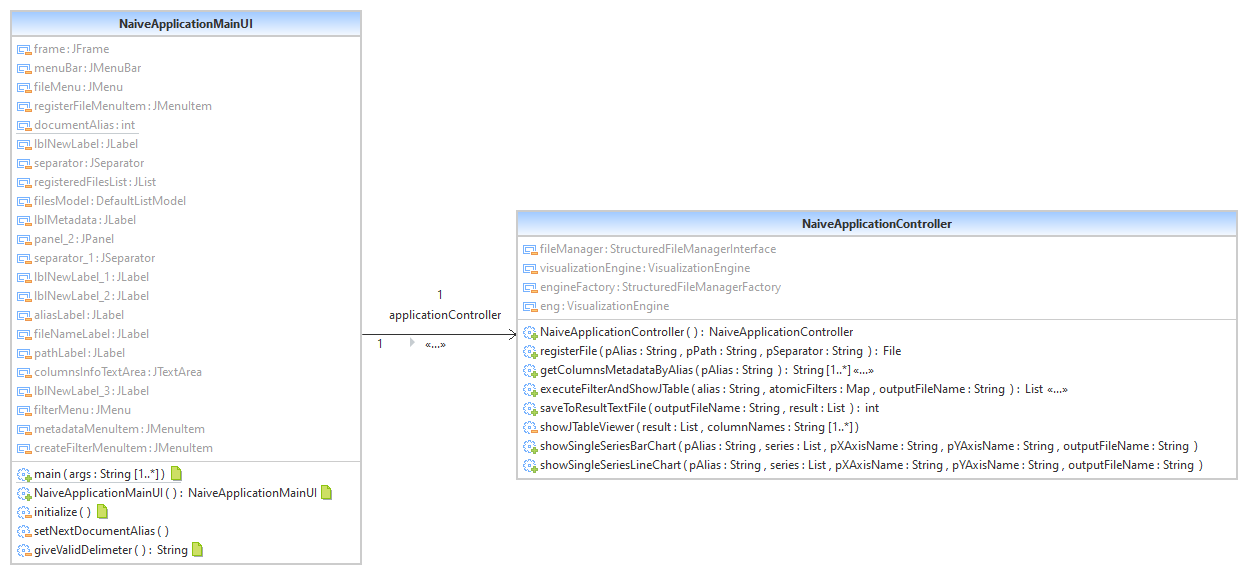 NaiveApplicationMainUI
frame : JFrame
menuBar : JMenuBar
fileMenu : JMenu
registerFileMenuItem : JMenuItem
documentAlias : int
lblNewLabel : JLabel
separator : JSeparator
registeredFilesList : JList
filesModel : DefaultListModel
lblMetadata : JLabel
panel_2 : JPanel
separator_1 : JSeparator
lblNewLabel_1 : JLabel
lblNewLabel_2 : JLabel
aliasLabel : JLabel
fileNameLabel : JLabel
pathLabel : JLabel
columnsInfoTextArea : JTextArea
lblNewLabel_3 : JLabel
filterMenu : JMenu
metadataMenuItem : JMenuItem
createFilterMenuItem : JMenuItem
main ( args : String [1..*] )
NaiveApplicationMainUI ( ) : NaiveApplicationMainUI
initialize ( )
setNextDocumentAlias ( )
giveValidDelimeter ( ) : String
1
applicationController
1
«...»
NaiveApplicationController
fileManager : StructuredFileManagerInterface
visualizationEngine : VisualizationEngine
engineFactory : StructuredFileManagerFactory
eng : VisualizationEngine
NaiveApplicationController ( ) : NaiveApplicationController
registerFile ( pAlias : String , pPath : String , pSeparator : String ) : File
getColumnsMetadataByAlias ( pAlias : String ) : String [1..*] «...»
executeFilterAndShowJTable ( alias : String , atomicFilters : Map , outputFileName : String ) : List «...»
saveToResultTextFile ( outputFileName : String , result : List ) : int
showJTableViewer ( result : List , columnNames : String [1..*] )
showSingleSeriesBarChart ( pAlias : String , series : List , pXAxisName : String , pYAxisName : String , outputFileName : String )
showSingleSeriesLineChart ( pAlias : String , series : List , pXAxisName : String , pYAxisName : String , outputFileName : String )